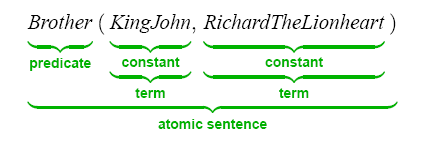 Brother ( KingJohn, RichardTheLionheart )
predicate constant constant
term term
atomic sentence